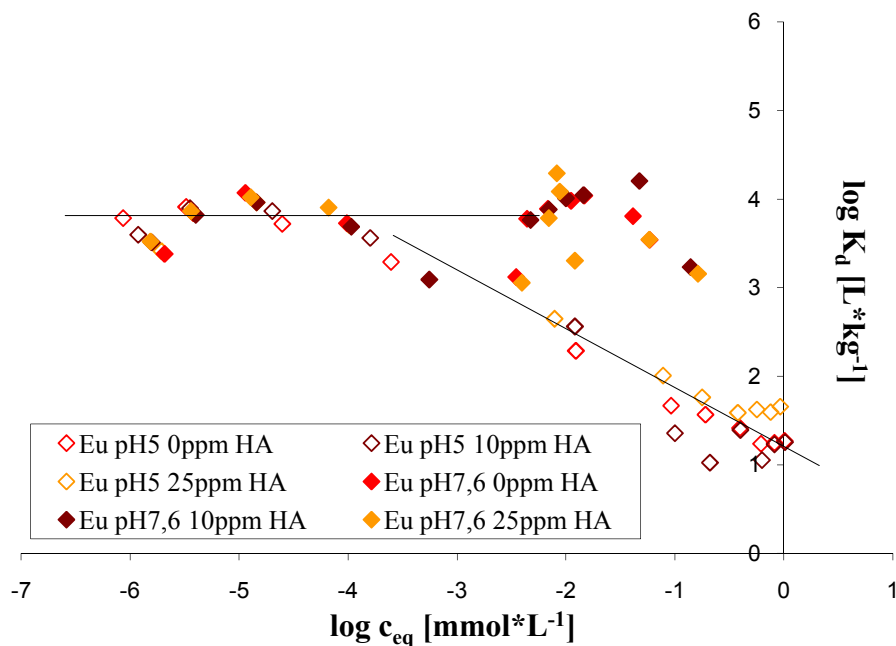 6
5
4
3
2
1
0
log K_d [L*kg⁻¹]
Eu pH5 0ppm HA
Eu pH5 10ppm HA
Eu pH5 25ppm HA
Eu pH7,6 0ppm HA
Eu pH7,6 10ppm HA
Eu pH7,6 25ppm HA
-7 -6 -5 -4 -3 -2 -1 0 1
log c_eq [mmol*L⁻¹]